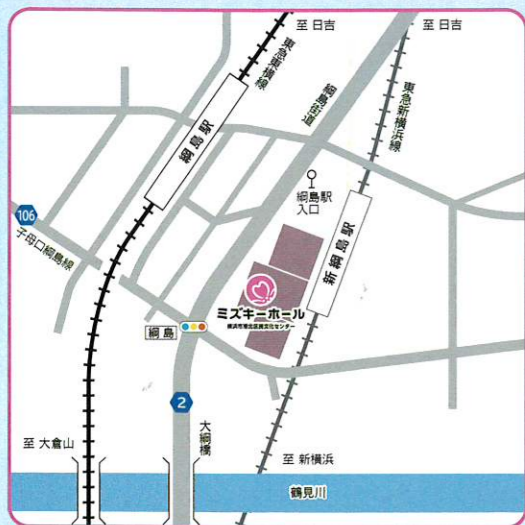 至 日吉
至 日吉
東急東横線
綱島街道
東急新横浜線
綱島駅
綱島駅
入口
106
子母口綱島線
新綱島駅
ミズキーホール
横浜市港北区民文化センター
綱島
2
大綱橋
至 大倉山
至 新横浜
鶴見川